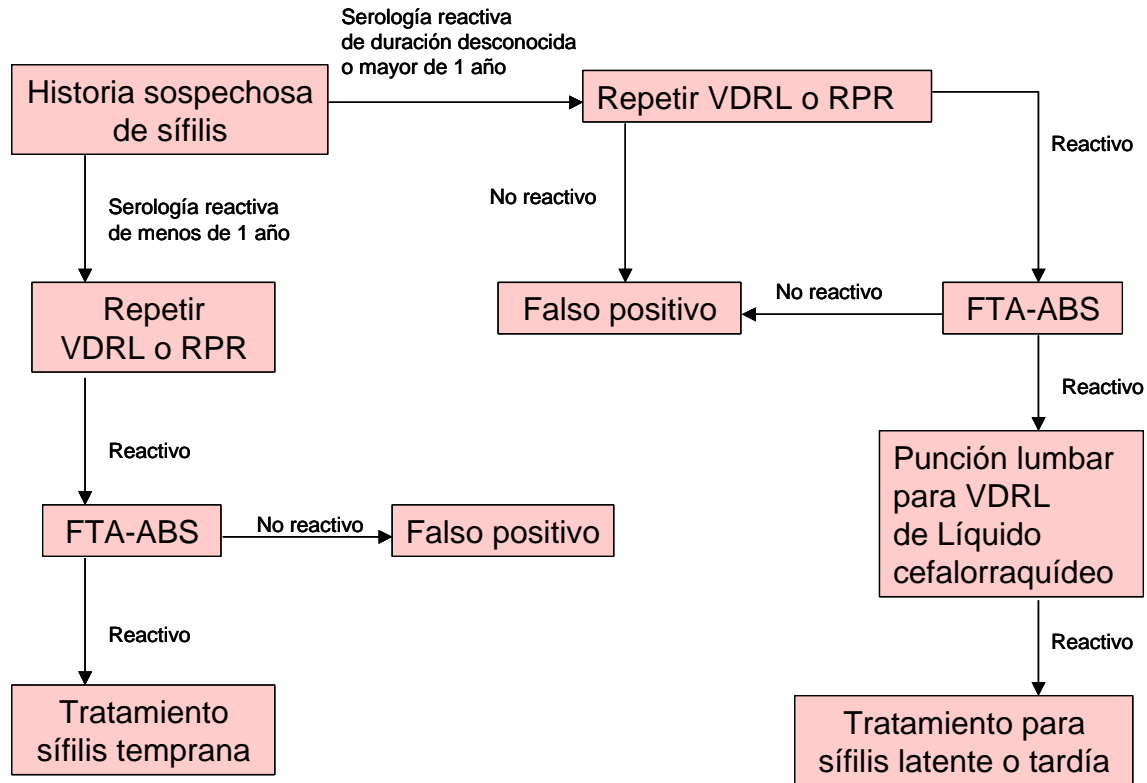 Serología reactiva
de duración desconocida
o mayor de 1 año
Historia sospechosa
de sífilis
Repetir VDRL o RPR
Reactivo
No reactivo
Serología reactiva
de menos de 1 año
Repetir
VDRL o RPR
Falso positivo
No reactivo
FTA-ABS
Reactivo
Reactivo
Punción lumbar
para VDRL
de Líquido
cefalorraquídeo
FTA-ABS
No reactivo
Falso positivo
Reactivo
Reactivo
Tratamiento
sífilis temprana
Tratamiento para
sífilis latente o tardía